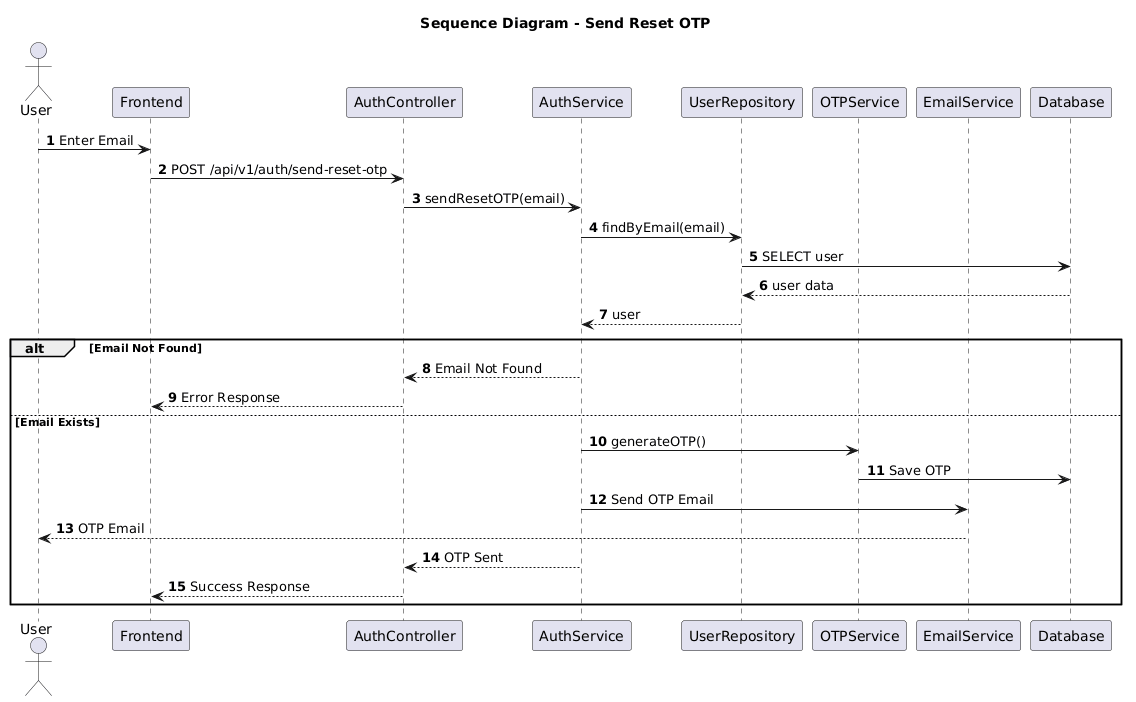 Sequence Diagram - Send Reset OTP
User
Frontend
AuthController
AuthService
UserRepository
OTPService
EmailService
Database
1 Enter Email
2 POST /api/v1/auth/send-reset-otp
3 sendResetOTP(email)
4 findByEmail(email)
5 SELECT user
6 user data
7 user
alt [Email Not Found]
8 Email Not Found
9 Error Response
[Email Exists]
10 generateOTP()
11 Save OTP
12 Send OTP Email
13 OTP Email
14 OTP Sent
15 Success Response
User
Frontend
AuthController
AuthService
UserRepository
OTPService
EmailService
Database